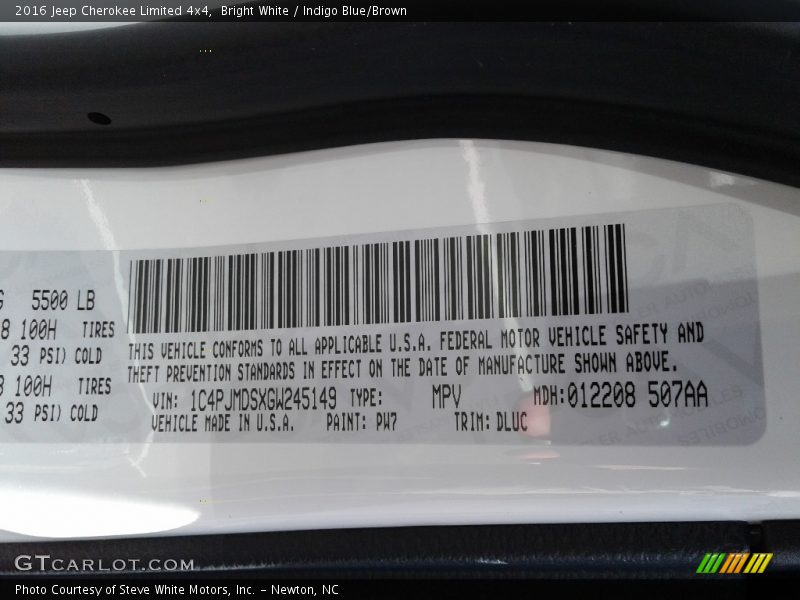 2016 Jeep Cherokee Limited 4x4, Bright White / Indigo Blue/Brown
5500 LB
100H TIRES
33 PSI) COLD
100H TIRES
33 PSI) COLD
THIS VEHICLE CONFORMS TO ALL APPLICABLE U.S.A. FEDERAL MOTOR VEHICLE SAFETY AND
THEFT PREVENTION STANDARDS IN EFFECT ON THE DATE OF MANUFACTURE SHOWN ABOVE.
VIN: 1C4PJMDSXGW245149 TYPE: MPV MDH:012208 507AA
VEHICLE MADE IN U.S.A. PAINT: PW7 TRIM: DLUC
GTCARLOT.COM
Photo Courtesy of Steve White Motors, Inc. – Newton, NC